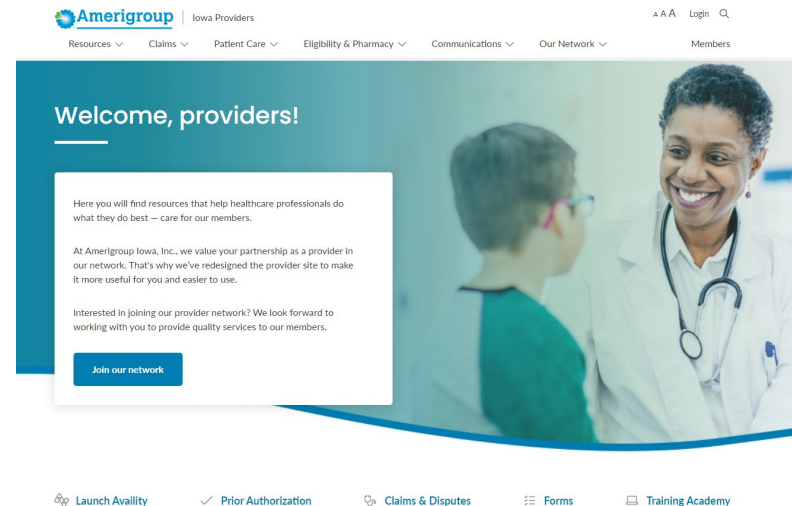 Amerigroup Iowa Providers
A A A Login
Resources Claims Patient Care Eligibility & Pharmacy Communications Our Network Members
Welcome, providers!
Here you will find resources that help healthcare professionals do
what they do best — care for our members.
At Amerigroup Iowa, Inc., we value your partnership as a provider in
our network. That's why we've redesigned the provider site to make
it more useful for you and easier to use.
Interested in joining our provider network? We look forward to
working with you to provide quality services to our members.
Join our network
Launch Availity Prior Authorization Claims & Disputes Forms Training Academy